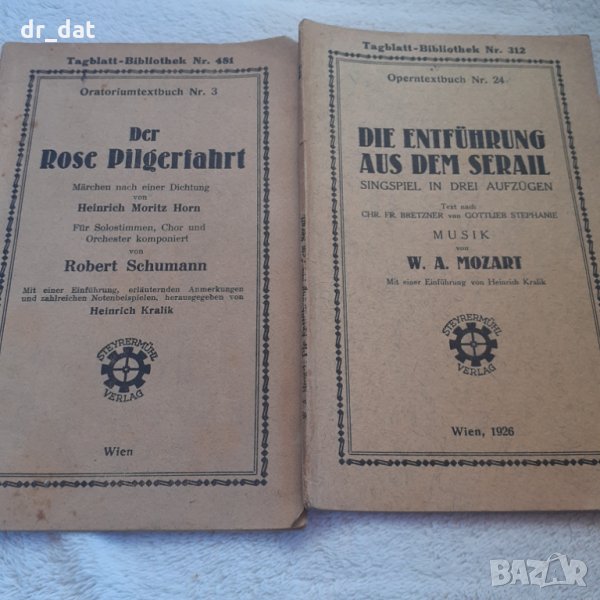 dr_dat
Tagblatt-Bibliothek Nr. 481
Oratoriumtextbuch Nr. 3
Der
Rose Pilgerfahrt
Märchen nach einer Dichtung
von
Heinrich Moritz Horn
Für Solostimmen, Chor und
Orchester komponiert
von
Robert Schumann
Mit einer Einführung, erläuternden Anmerkungen
und zahlreichen Notenbeispielen, herausgegeben von
Heinrich Kralik
STEYRERMÜHL
VERLAG
Wien
Tagblatt-Bibliothek Nr. 312
Operntextbuch Nr. 24
DIE ENTFÜHRUNG
AUS DEM SERAIL
SINGSPIEL IN DREI AUFZÜGEN
Text nach
CHR. FR. BRETZNER von GOTTLIEB STEPHANIE
MUSIK
von
W. A. MOZART
Mit einer Einführung von Heinrich Kralik
STEYRERMÜHL
VERLAG
Wien, 1926
BAZAR